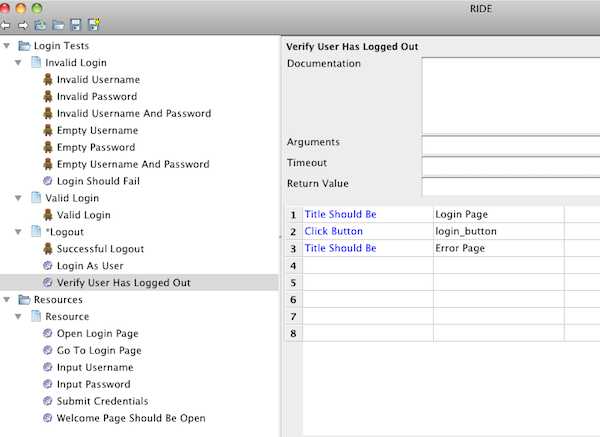 RIDE
Login Tests
Invalid Login
Invalid Username
Invalid Password
Invalid Username And Password
Empty Username
Empty Password
Empty Username And Password
Login Should Fail
Valid Login
Valid Login
*Logout
Successful Logout
Login As User
Verify User Has Logged Out
Resources
Resource
Open Login Page
Go To Login Page
Input Username
Input Password
Submit Credentials
Welcome Page Should Be Open
Verify User Has Logged Out
Documentation
Arguments
Timeout
Return Value
1 Title Should Be Login Page
2 Click Button login_button
3 Title Should Be Error Page
4
5
6
7
8